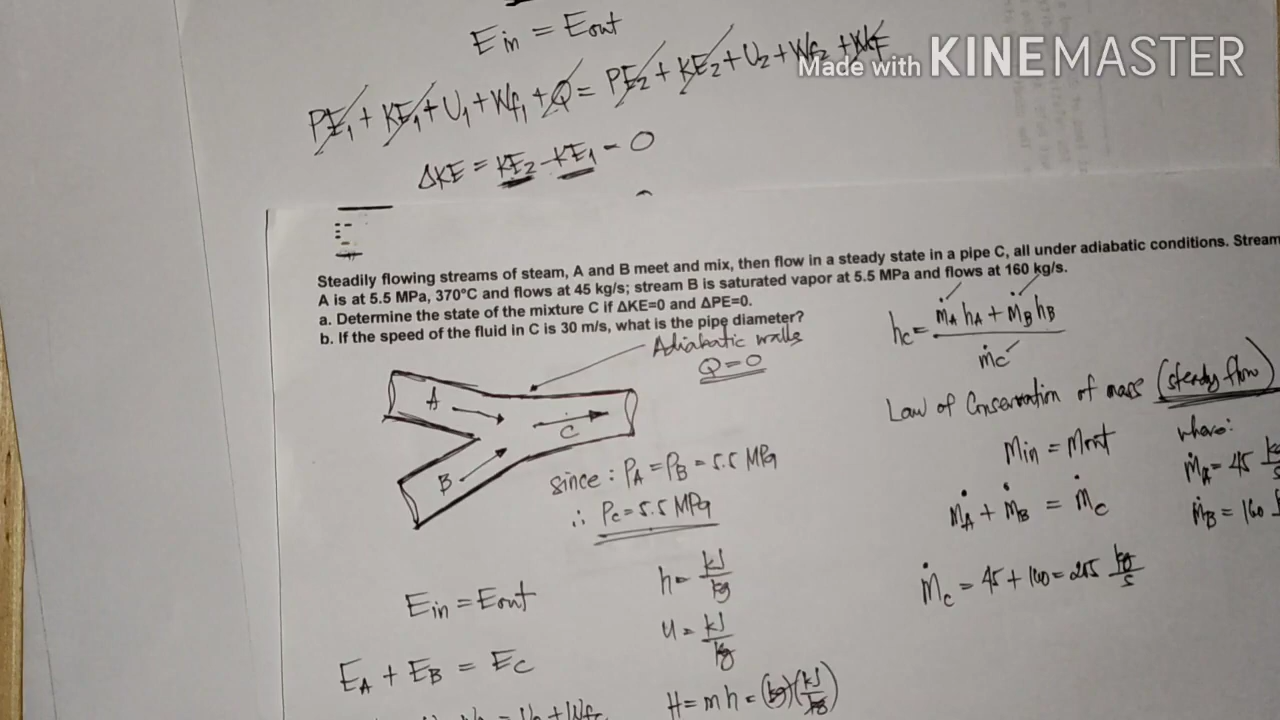 Ein = Eout
Made with KINEMASTER
PE₁ + KE₁ + U₁ + Wf₁ + Q = PE₂ + KE₂ + U₂ + Wf₂ +
ΔKE = KE₂ - KE₁ - 0
Steadily flowing streams of steam, A and B meet and mix, then flow in a steady state in a pipe C, all under adiabatic conditions. Stream
A is at 5.5 MPa, 370°C and flows at 45 kg/s; stream B is saturated vapor at 5.5 MPa and flows at 160 kg/s.
a. Determine the state of the mixture C if ΔKE=0 and ΔPE=0.
b. If the speed of the fluid in C is 30 m/s, what is the pipe diameter?
Adiabatic walls
Q=0
A
B
C
since: PA = PB = 5.5 MPa
∴ Pc = 5.5 MPa
Ein = Eout
EA + EB = EC
h = kJ/kg
u = kJ/kg
H = mh = (kg)(kJ/kg)
hc = ṁA hA + ṁB hB / ṁc
Law of Conservation of mass (steady flow)
Min = Mout
ṁA + ṁB = ṁc
ṁc = 45 + 160 = 205 kg/s
where:
ṁA = 45
ṁB = 160